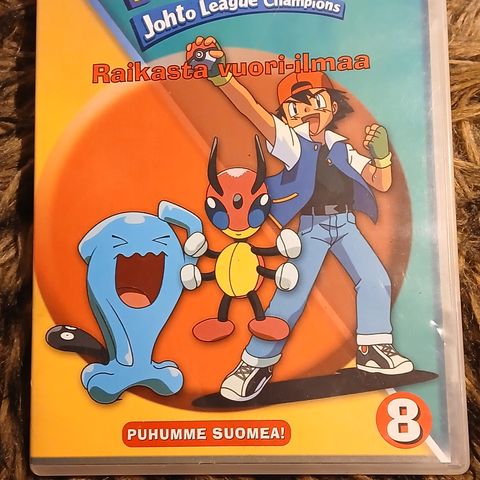 Johto League Champions
Raikasta vuori-ilmaa
PUHUMME SUOMEA!
8